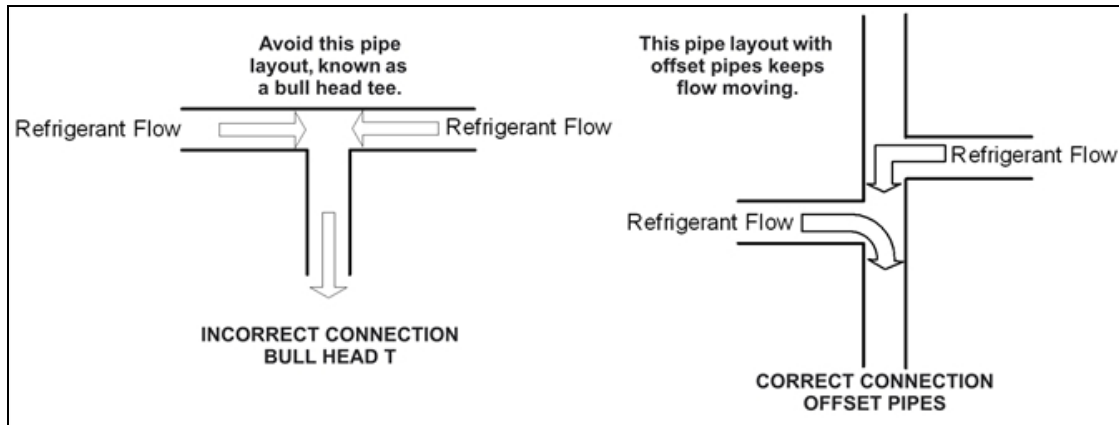 Avoid this pipe
layout, known as
a bull head tee.
Refrigerant Flow
Refrigerant Flow
INCORRECT CONNECTION
BULL HEAD T
This pipe layout with
offset pipes keeps
flow moving.
Refrigerant Flow
Refrigerant Flow
CORRECT CONNECTION
OFFSET PIPES